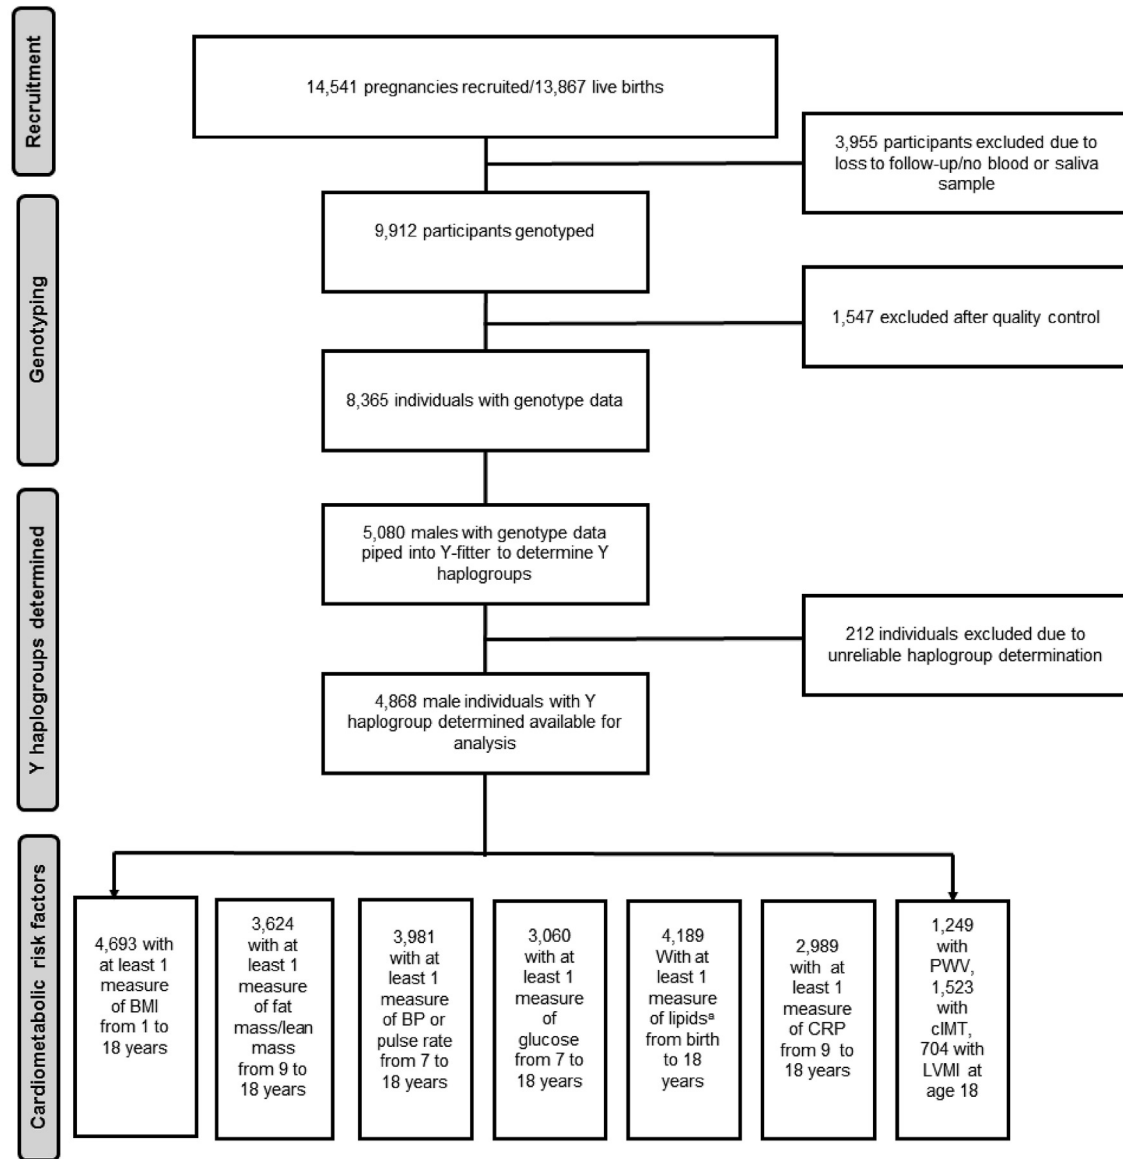 Recruitment
14,541 pregnancies recruited/13,867 live births
3,955 participants excluded due to
loss to follow-up/no blood or saliva
sample
Genotyping
9,912 participants genotyped
1,547 excluded after quality control
8,365 individuals with genotype data
Y haplogroups determined
5,080 males with genotype data
piped into Y-fitter to determine Y
haplogroups
212 individuals excluded due to
unreliable haplogroup determination
4,868 male individuals with Y
haplogroup determined available for
analysis
Cardiometabolic risk factors
4,693 with
at least 1
measure
of BMI
from 1 to
18 years
3,624
with at
least 1
measure
of fat
mass/lean
mass
from 9 to
18 years
3,981
with at
least 1
measure
of BP or
pulse rate
from 7 to
18 years
3,060
with at
least 1
measure
of
glucose
from 7 to
18 years
4,189
With at
least 1
measure
of lipidsᵃ
from birth
to 18
years
2,989
with at
least 1
measure
of CRP
from 9 to
18 years
1,249
with
PWV,
1,523
with
cIMT,
704 with
LVMI at
age 18